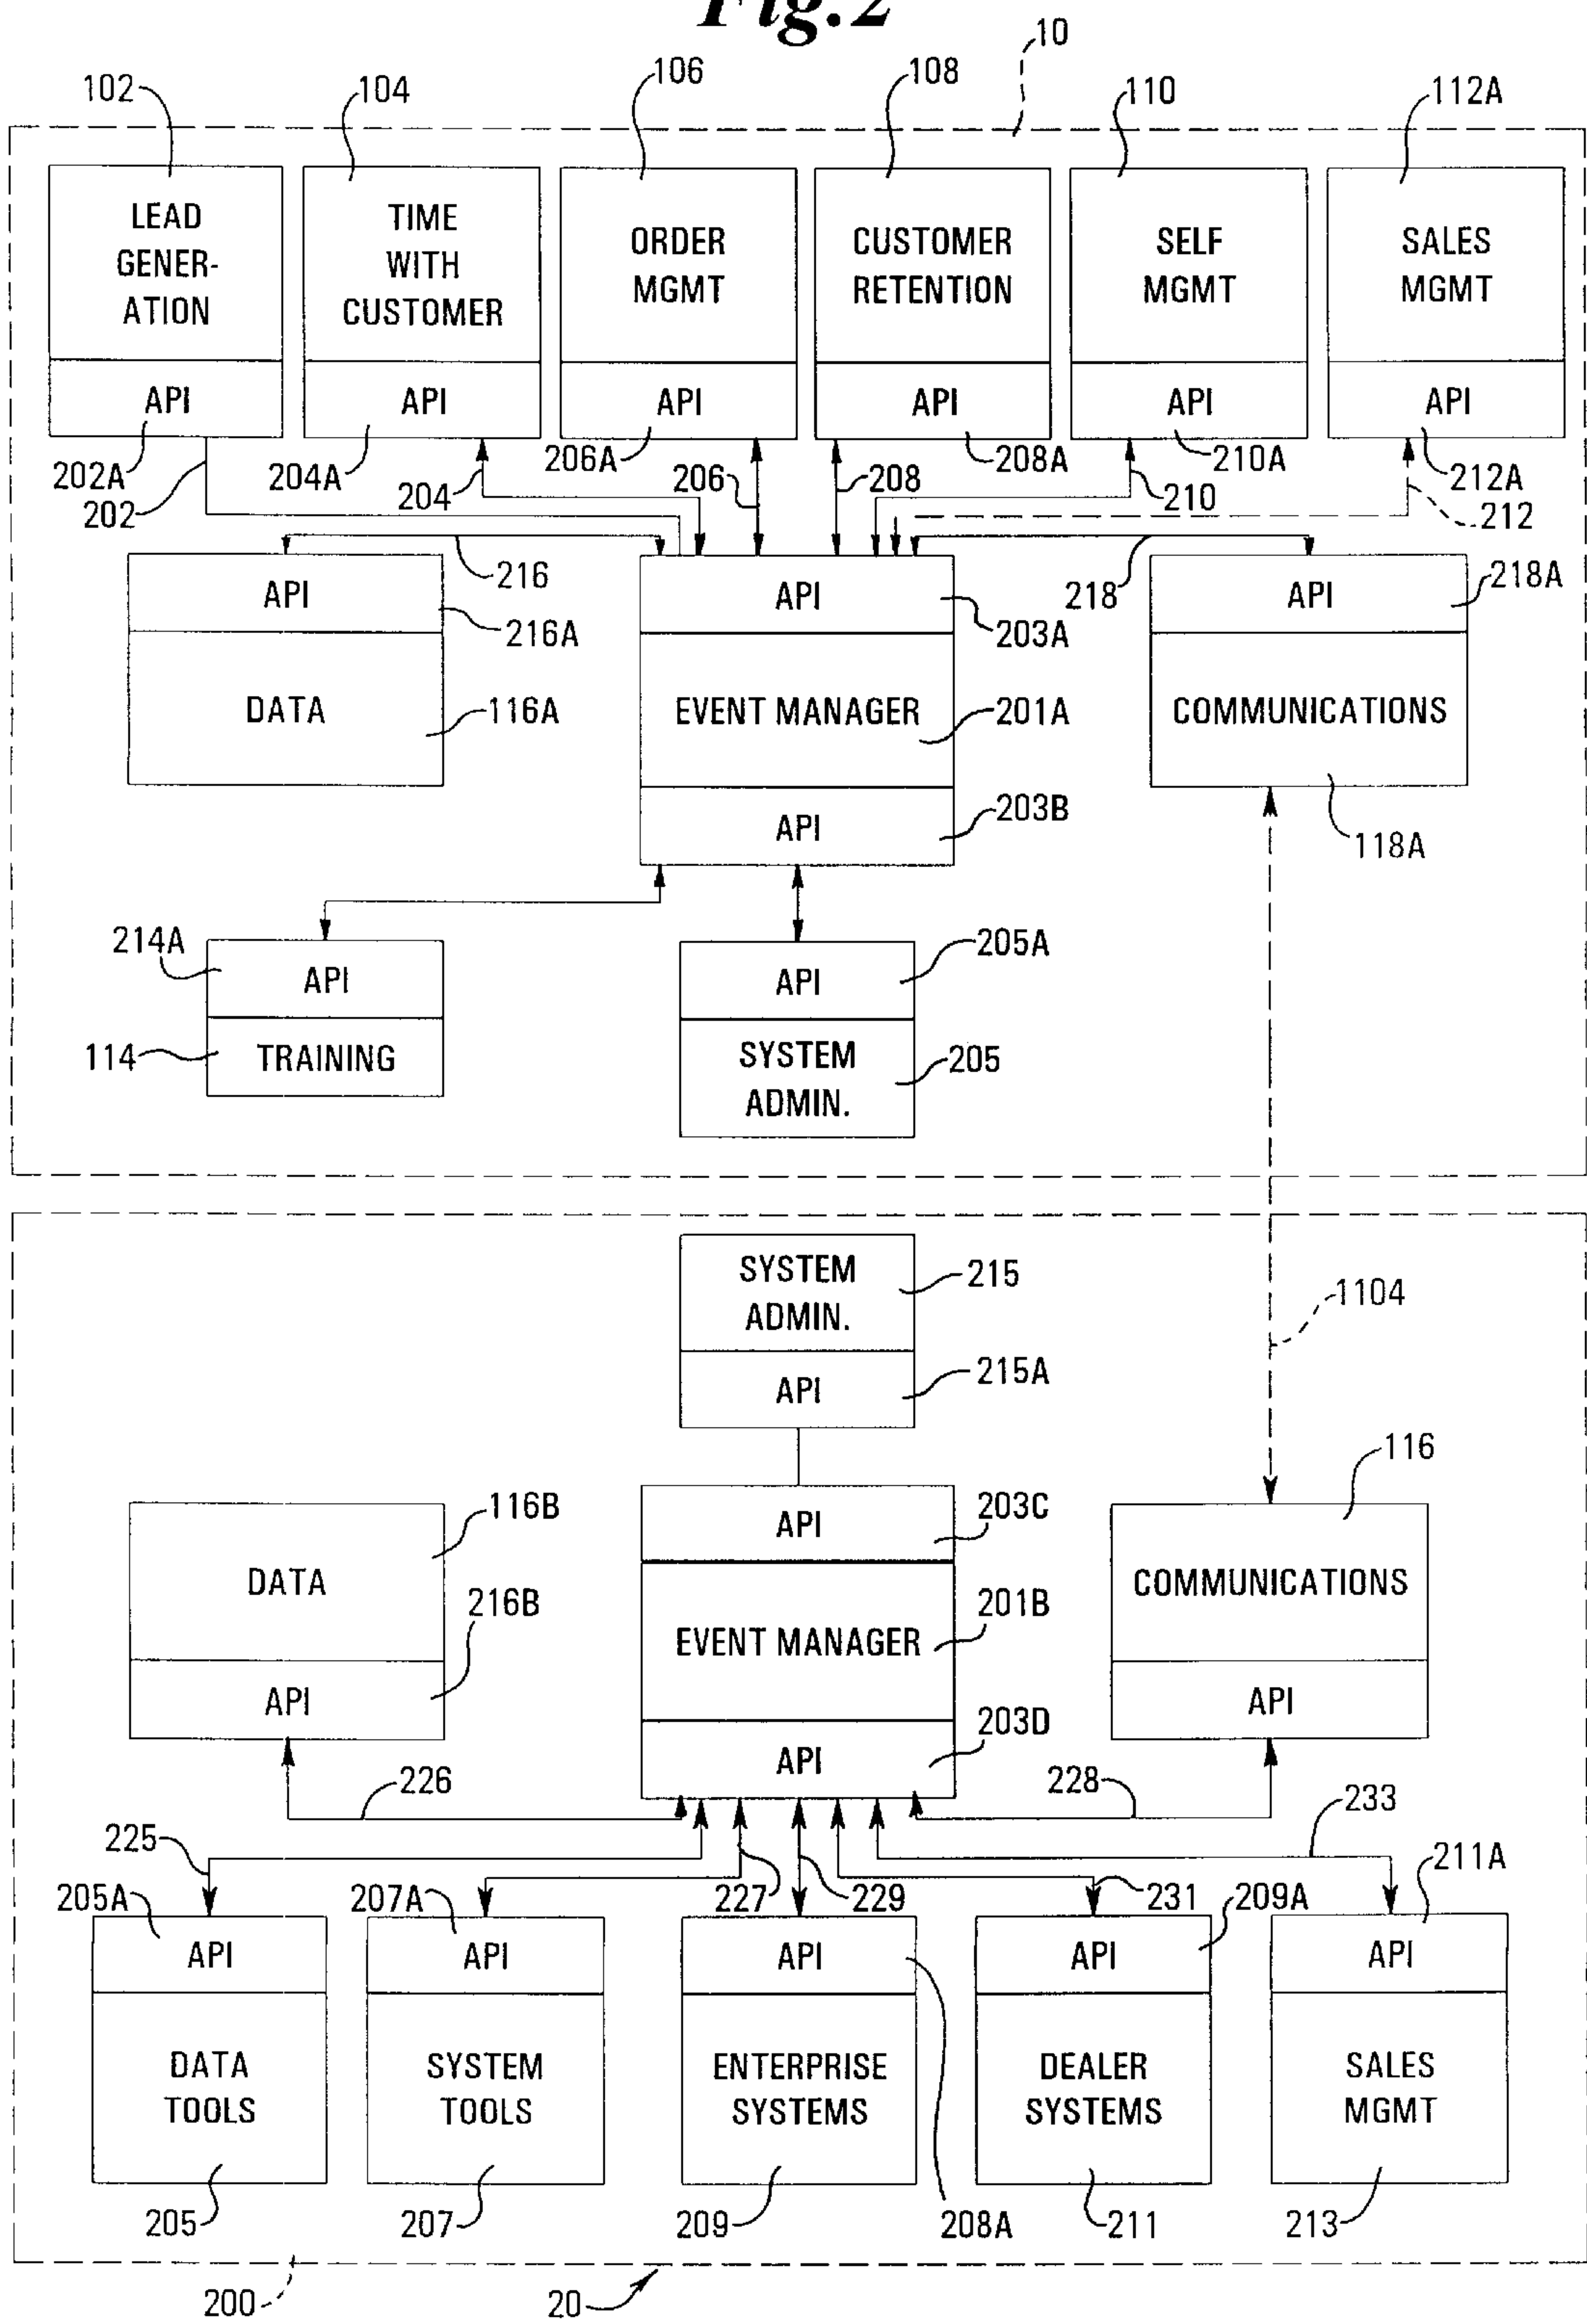 Fig.2
10
102
104
106
108
110
112A
LEAD
GENER-
ATION
API
TIME
WITH
CUSTOMER
API
ORDER
MGMT
API
CUSTOMER
RETENTION
API
SELF
MGMT
API
SALES
MGMT
API
202A
202
204A
204
206A
206
208
208A
210
210A
212A
212
216
218
API
216A
DATA
116A
API
203A
EVENT MANAGER
201A
API
203B
API
218A
COMMUNICATIONS
118A
214A
API
114
TRAINING
205A
API
SYSTEM
ADMIN.
205
SYSTEM
ADMIN.
215
API
215A
1104
116B
DATA
216B
API
API
203C
EVENT MANAGER
201B
203D
API
116
COMMUNICATIONS
API
226
228
225
227
229
231
233
205A
API
DATA
TOOLS
205
207A
API
SYSTEM
TOOLS
207
API
ENTERPRISE
SYSTEMS
209
208A
209A
API
DEALER
SYSTEMS
211
211A
API
SALES
MGMT
213
200
20